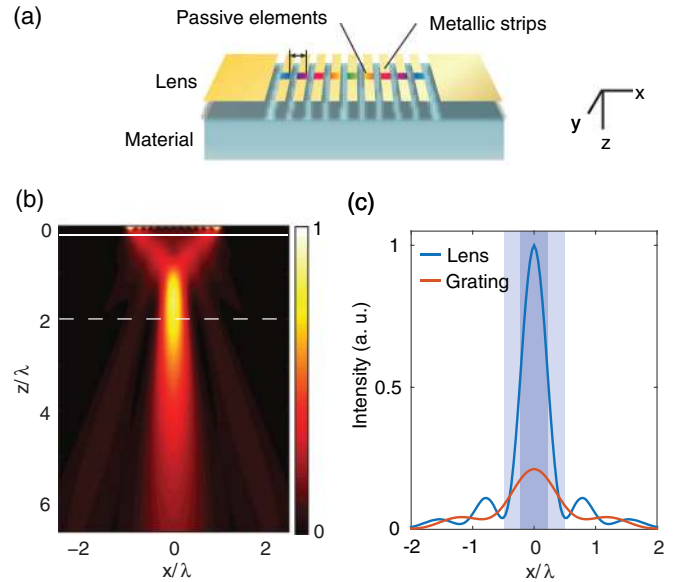 (a)
Passive elements
Metallic strips
Lens
Material
x
y
z
(b)
0
2
4
6
z/λ
−2
0
2
x/λ
1
0
(c)
Lens
Grating
1
0.5
0
Intensity (a. u.)
-2
-1
0
1
2
x/λ